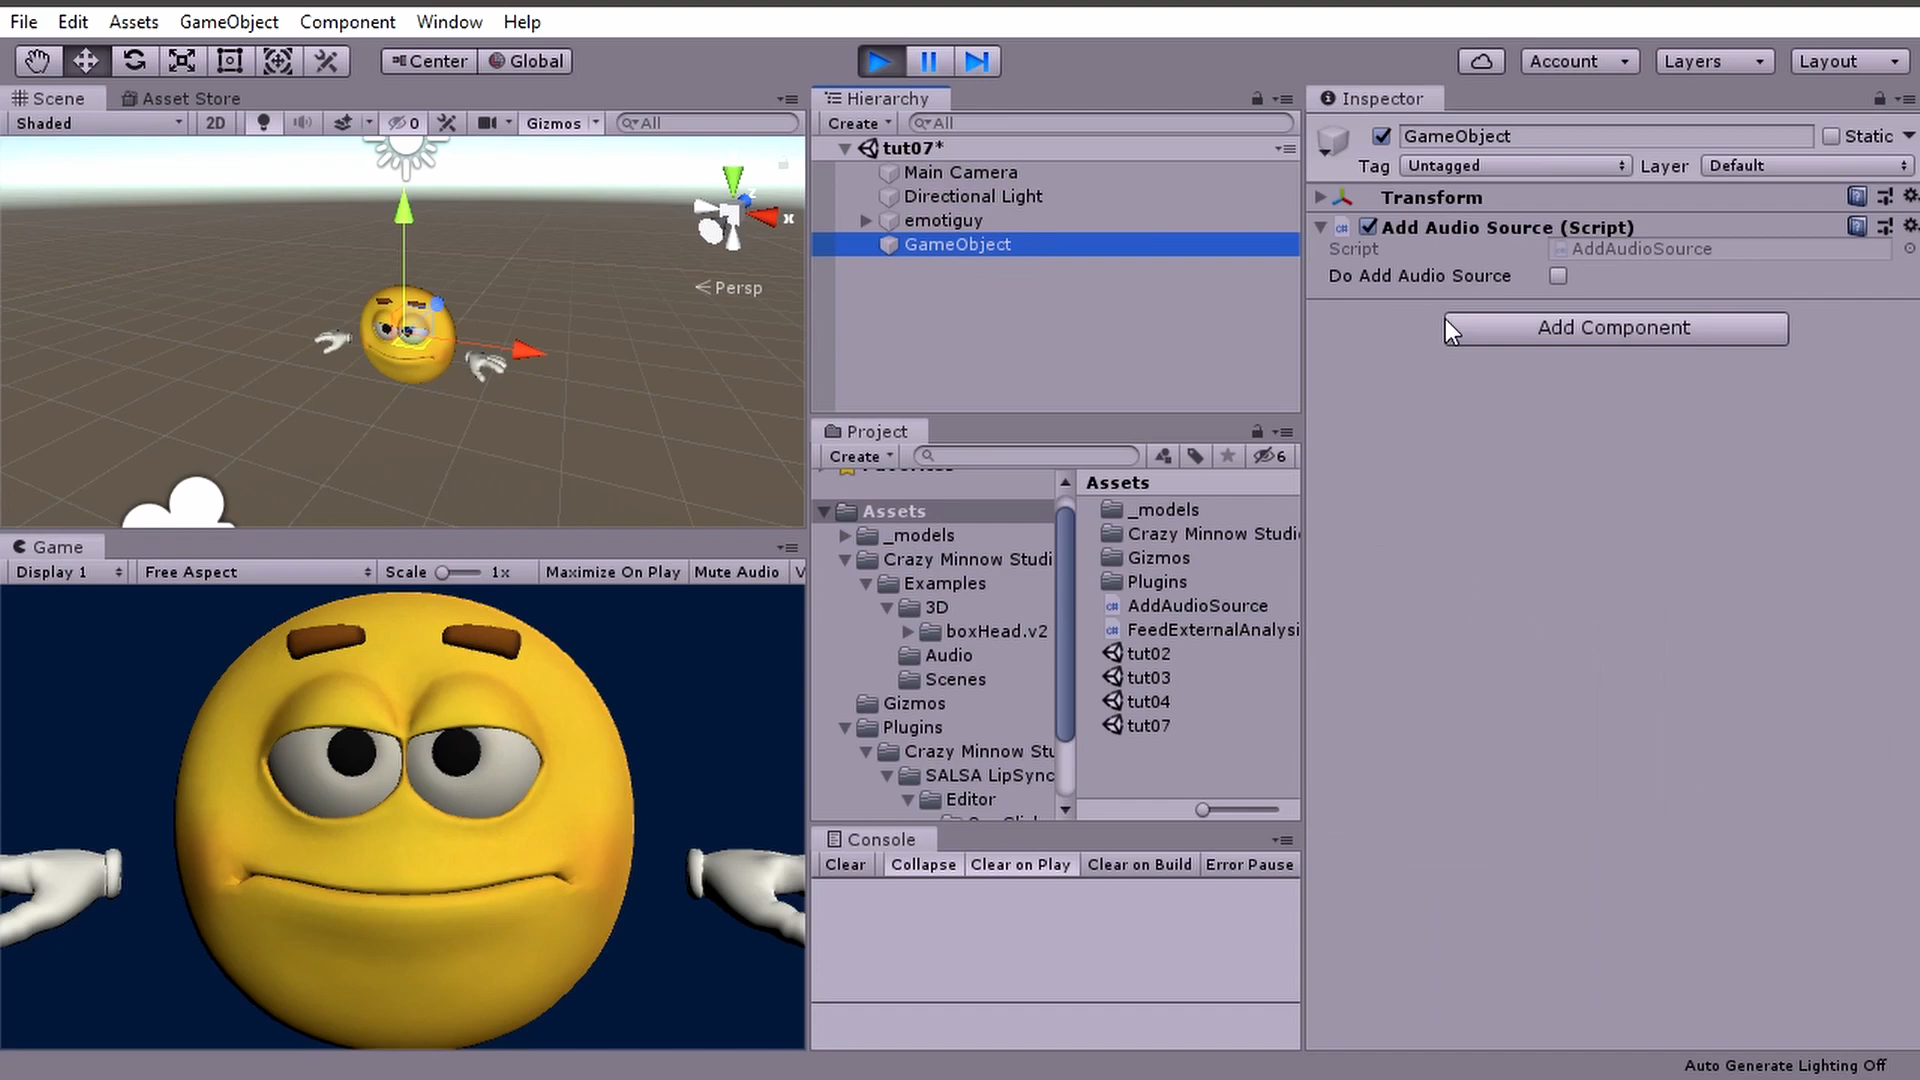 File Edit Assets GameObject Component Window Help
Center Global Account Layers Layout
Scene Asset Store
Shaded 2D 0 Gizmos All
x
z
Persp
Game
Display 1 Free Aspect Scale 1x Maximize On Play Mute Audio V
Hierarchy
Create All
tut07*
Main Camera
Directional Light
emotiguy
GameObject
Project
Create 6
Assets
_models
Crazy Minnow Studi
Examples
3D
boxHead.v2
Audio
Scenes
Gizmos
Plugins
Crazy Minnow Stu
SALSA LipSync
Editor
Assets
_models
Crazy Minnow Studi
Gizmos
Plugins
AddAudioSource
FeedExternalAnalysi
tut02
tut03
tut04
tut07
Console
Clear Collapse Clear on Play Clear on Build Error Pause
Inspector
GameObject Static
Tag Untagged Layer Default
Transform
Add Audio Source (Script)
Script AddAudioSource
Do Add Audio Source
Add Component
Auto Generate Lighting Off